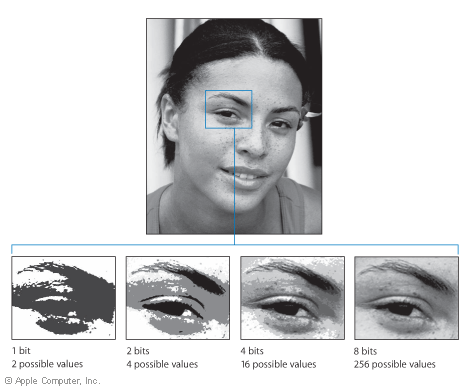 1 bit
2 possible values
2 bits
4 possible values
4 bits
16 possible values
8 bits
256 possible values
© Apple Computer, Inc.